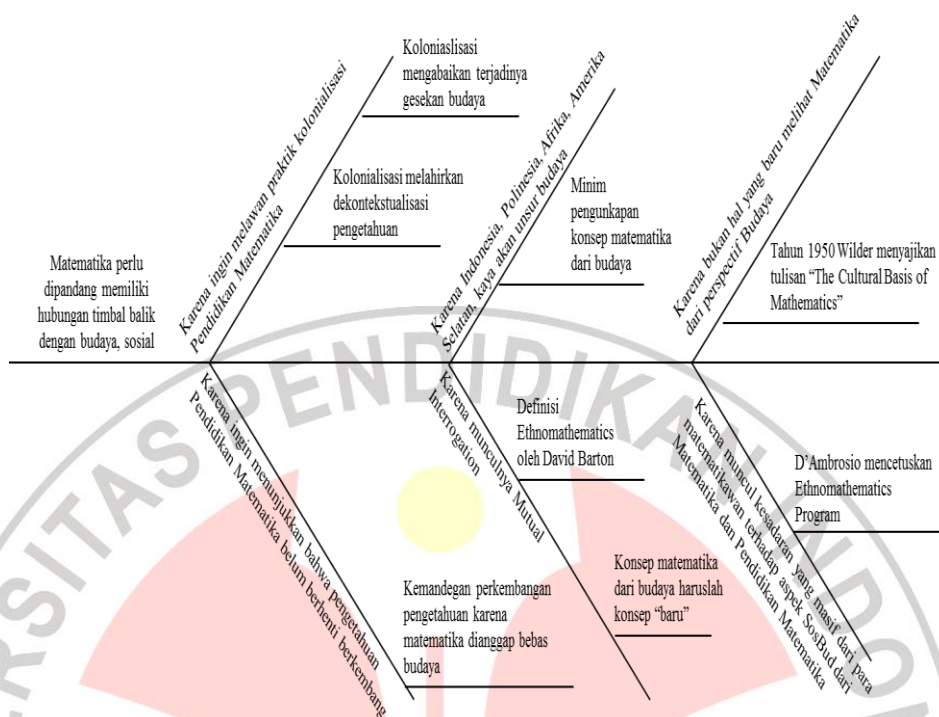 Matematika perlu
dipandang memiliki
hubungan timbal balik
dengan budaya, sosial
Karena ingin melawan praktik kolonialisasi
Pendidikan Matematika
Koloniaslisasi
mengabaikan terjadinya
gesekan budaya
Kolonialisasi melahirkan
dekontekstualisasi
pengetahuan
Karena Indonesia, Polinesia, Afrika, Amerika
Selatan, kaya akan unsur budaya
Minim
pengunkapan
konsep matematika
dari budaya
Karena bukan hal yang baru melihat Matematika
dari perspectif Budaya
Tahun 1950 Wilder menyajikan
tulisan “The Cultural Basis of
Mathematics”
Karena ingin menunjukkan bahwa pengetahuan
Pendidikan Matematika belum berhenti berkembang
Kemandegan perkembangan
pengetahuan karena
matematika dianggap bebas
budaya
Karena munculnya Mutual
Interrogation
Definisi
Ethnomathematics
oleh David Barton
Konsep matematika
dari budaya haruslah
konsep “baru”
Karena muncul kesadaran yang masif dari para
matematikawan terhadap aspek SosBud dari
Matematika dan Pendidikan Matematika
D’Ambrosio mencetuskan
Ethnomathematics
Program
ERSITAS PENDIDIKAN INDO